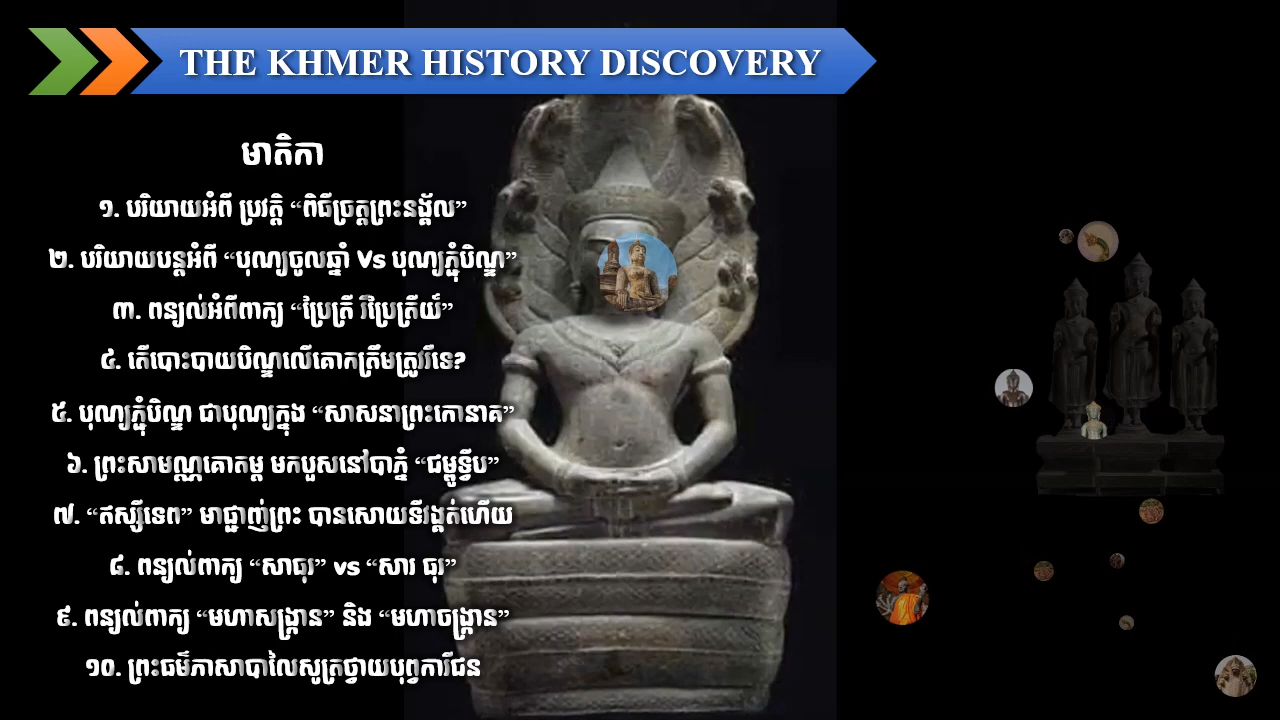 THE KHMER HISTORY DISCOVERY
មាតិកា
១. បរិយាយអំពី ប្រវត្តិ “ពិធីច្រត្តព្រះនង្គ័ល”
២. បរិយាយបន្តអំពី “បុណ្យចូលឆ្នាំ Vs បុណ្យភ្ជុំបិណ្ឌ”
៣. ពន្យល់អំពីពាក្យ “ប្រៃត្រី រឺប្រៃត្រីយ៍”
៤. តើបោះបាយបិណ្ឌលើគោកត្រឹមត្រូវរឺទេ?
៥. បុណ្យភ្ជុំបិណ្ឌ ជាបុណ្យក្នុង “សាសនាព្រះកោនាគ”
៦. ព្រះសាមណ្ណគោតម្ត មកបួសនៅបាភ្នំ “ជម្ពូទ្វីប”
៧. “ឥស្សីទេព” មាផ្ចាញ់ព្រះ បានសោយទីវង្គត់ហើយ
៨. ពន្យល់ពាក្យ “សាធុរ” vs “សារ ធុរ”
៩. ពន្យល់ពាក្យ “មហាសង្ក្រាន” និង “មហាចង្ក្រាន”
១០. ព្រះធម៌ភាសាបាលៃសូត្រថ្វាយបុព្វការីជន